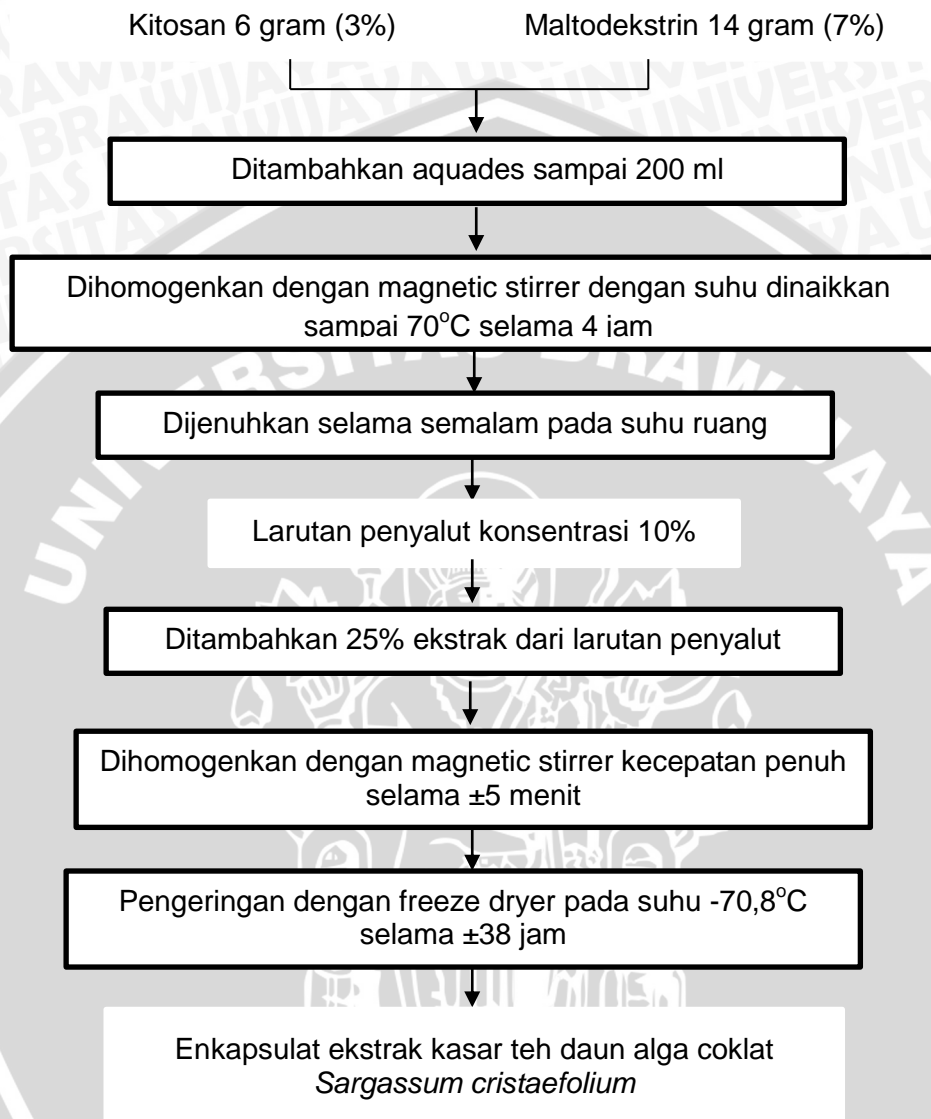 Kitosan 6 gram (3%) Maltodekstrin 14 gram (7%)
Ditambahkan aquades sampai 200 ml
Dihomogenkan dengan magnetic stirrer dengan suhu dinaikkan
sampai 70°C selama 4 jam
Dijenuhkan selama semalam pada suhu ruang
Larutan penyalut konsentrasi 10%
Ditambahkan 25% ekstrak dari larutan penyalut
Dihomogenkan dengan magnetic stirrer kecepatan penuh
selama ±5 menit
Pengeringan dengan freeze dryer pada suhu -70,8°C
selama ±38 jam
Enkapsulat ekstrak kasar teh daun alga coklat
Sargassum cristaefolium
UNIVERSITAS BRAWIJAYA